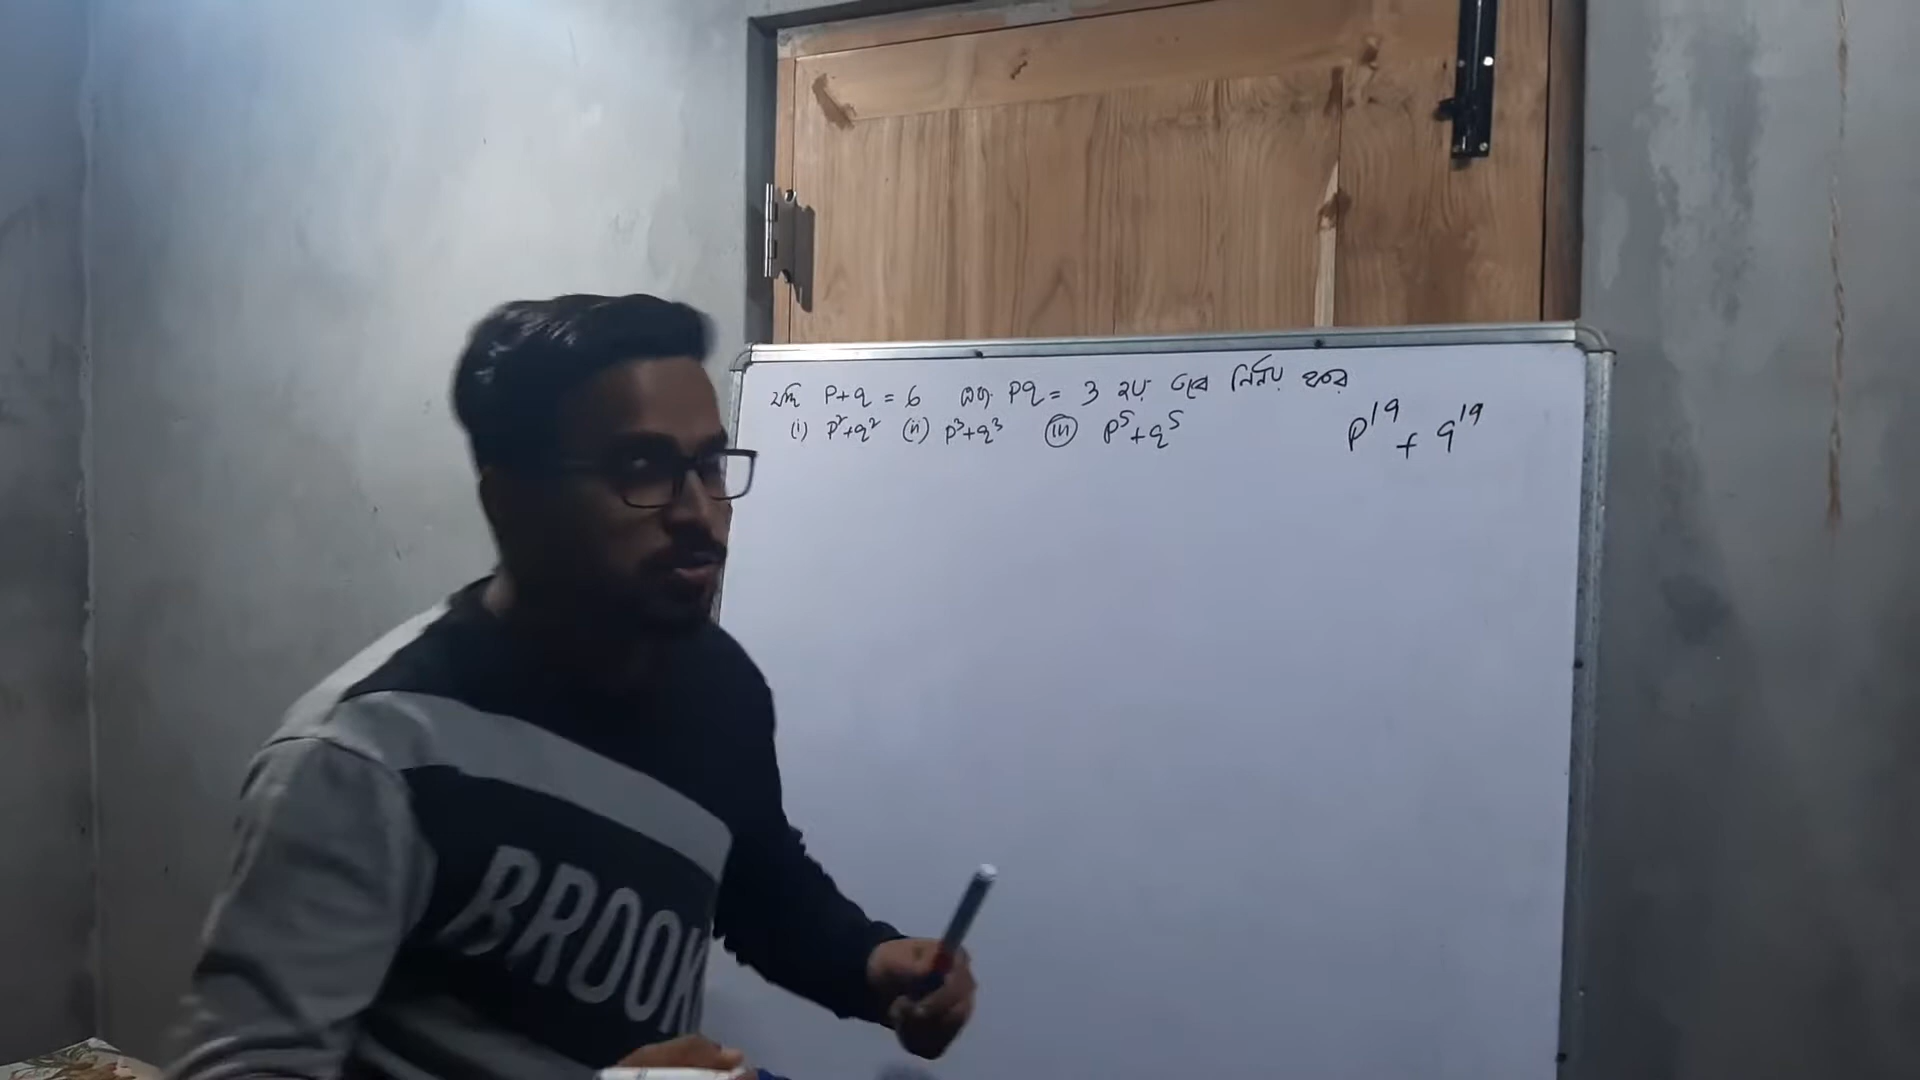 যদি P+q = 6 এবং Pq = 3 হয় তবে নির্ণয় কর
(i) p²+q² (ii) p³+q³ (iii) p⁵+q⁵
p¹⁹ + q¹⁹
BROOK